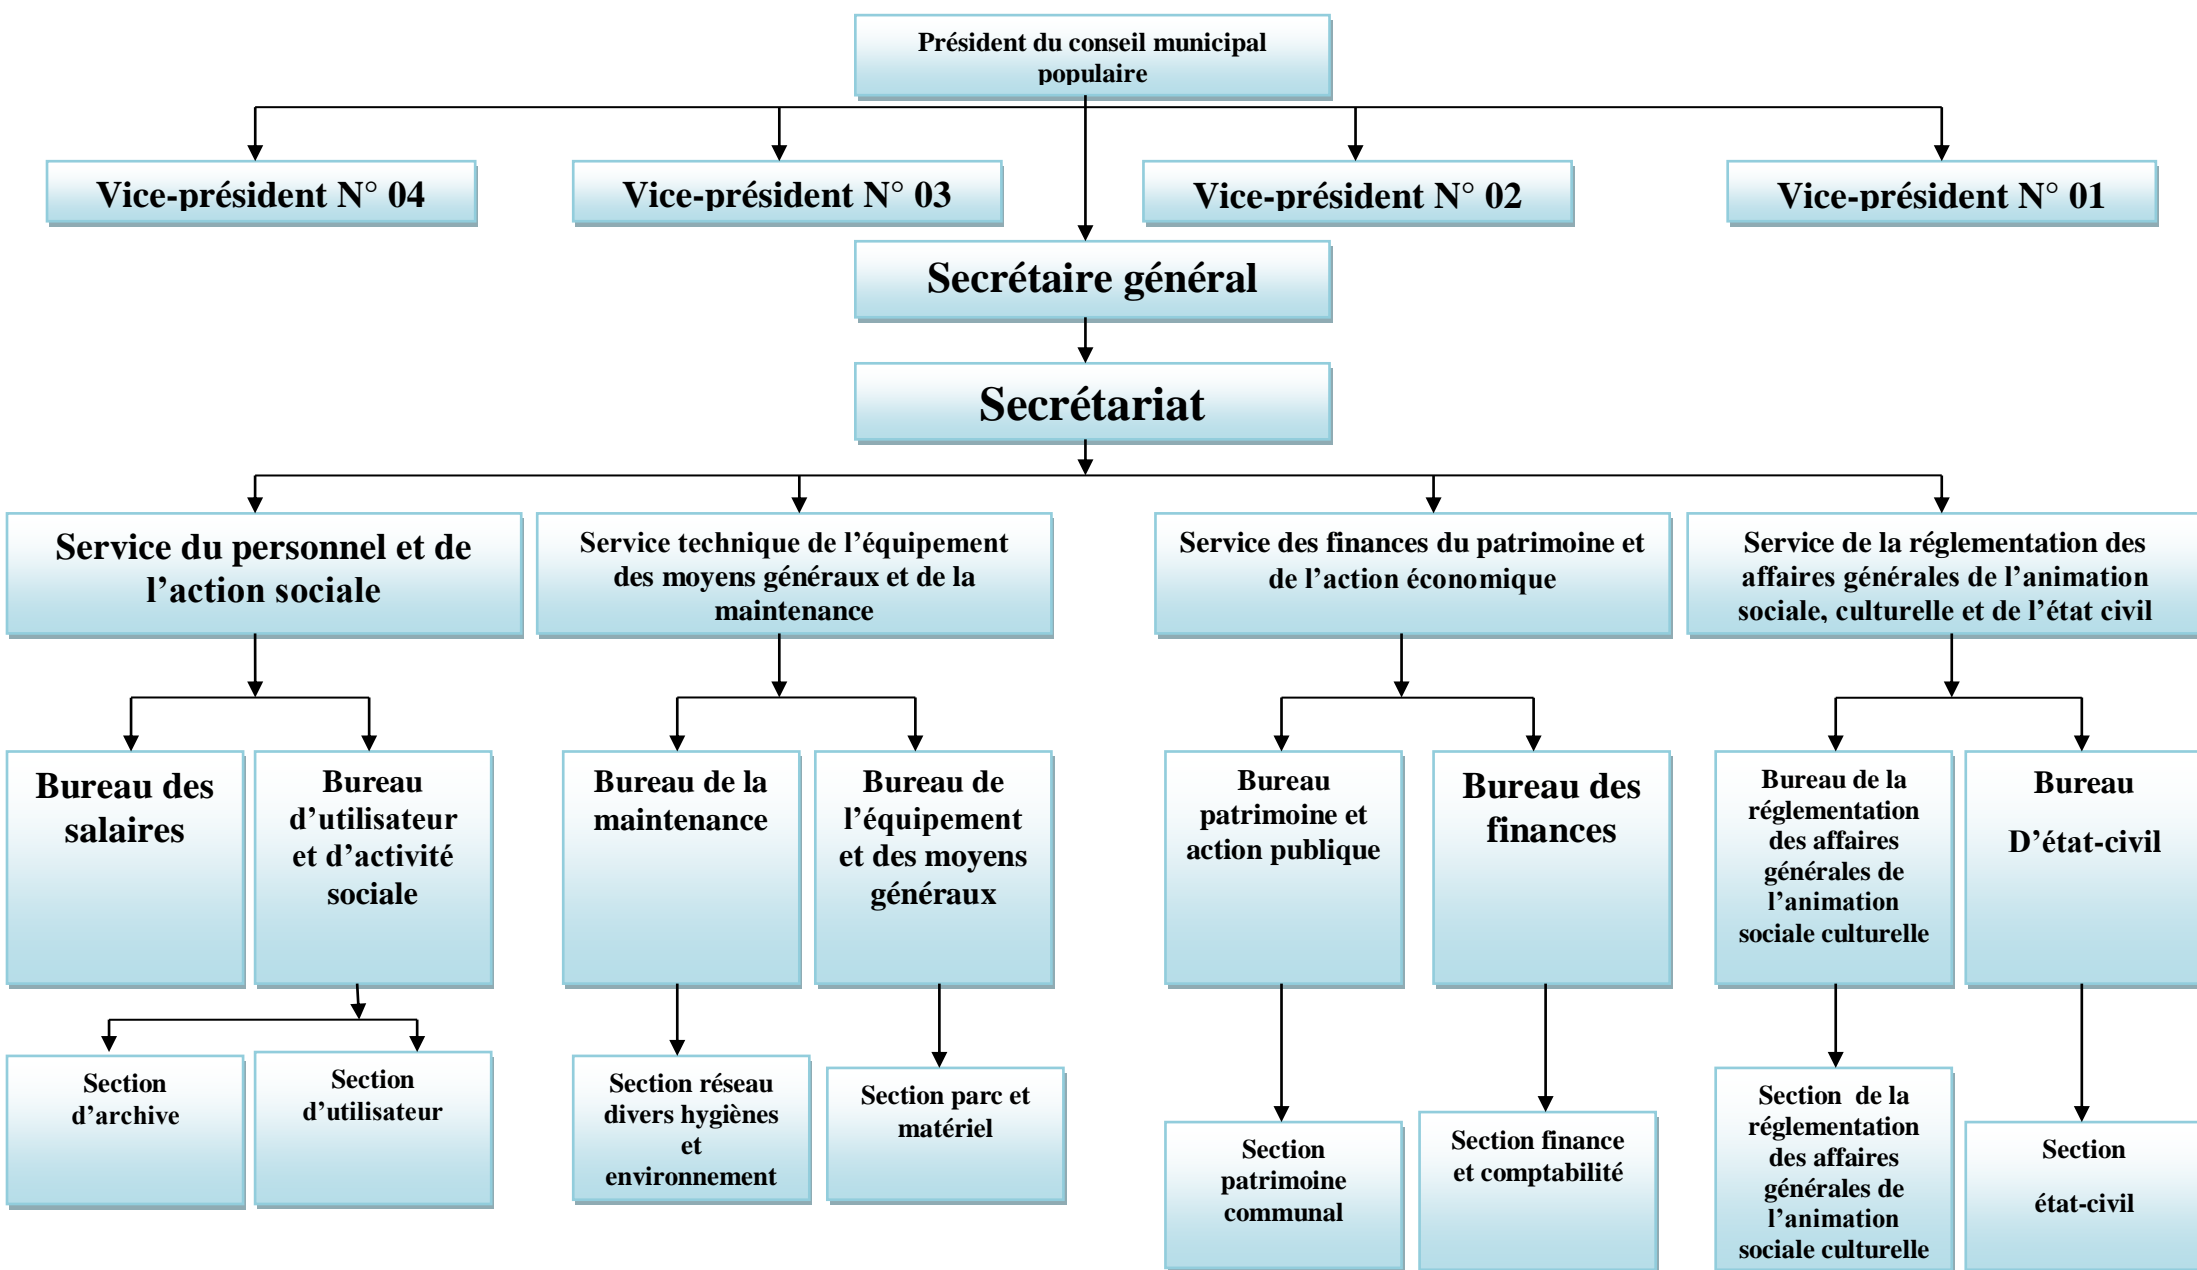 Président du conseil municipal
populaire
Vice-président N° 04
Vice-président N° 03
Vice-président N° 02
Vice-président N° 01
Secrétaire général
Secrétariat
Service du personnel et de
l’action sociale
Service technique de l’équipement
des moyens généraux et de la
maintenance
Service des finances du patrimoine et
de l’action économique
Service de la réglementation des
affaires générales de l’animation
sociale, culturelle et de l’état civil
Bureau des
salaires
Bureau
d’utilisateur
et d’activité
sociale
Bureau de la
maintenance
Bureau de
l’équipement
et des moyens
généraux
Bureau
patrimoine et
action publique
Bureau des
finances
Bureau de la
réglementation
des affaires
générales de
l’animation
sociale culturelle
Bureau
D’état-civil
Section
d’archive
Section
d’utilisateur
Section réseau
divers hygiènes
et
environnement
Section parc et
matériel
Section
patrimoine
communal
Section finance
et comptabilité
Section de la
réglementation
des affaires
générales de
l’animation
sociale culturelle
Section
état-civil